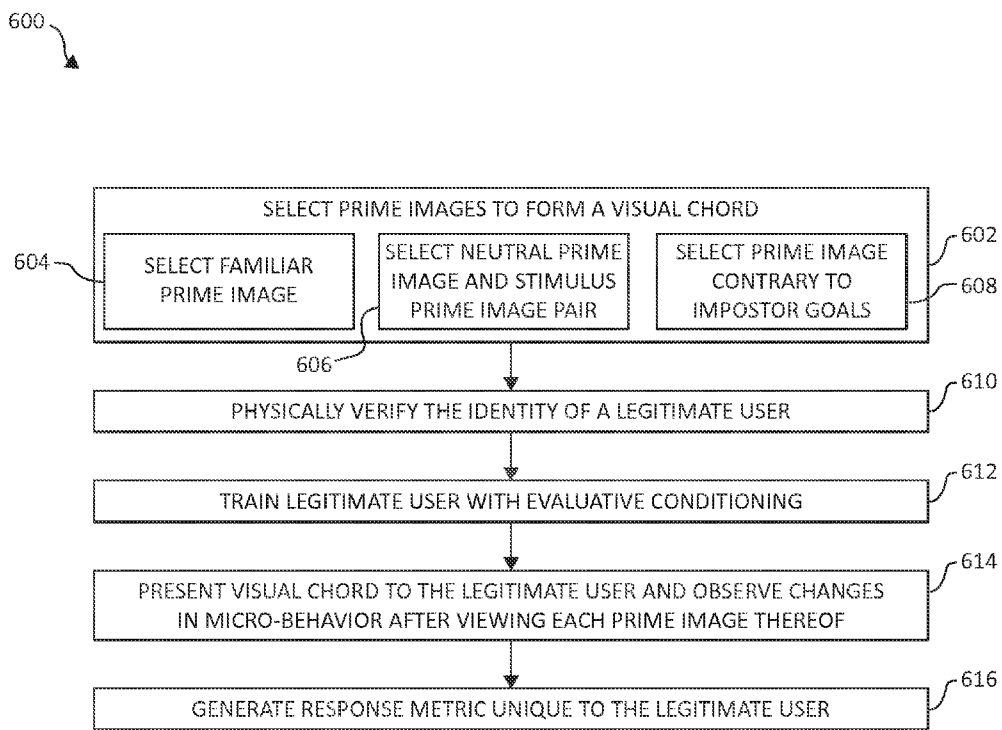 600
SELECT PRIME IMAGES TO FORM A VISUAL CHORD
602
604
SELECT FAMILIAR
PRIME IMAGE
SELECT NEUTRAL PRIME
IMAGE AND STIMULUS
PRIME IMAGE PAIR
606
SELECT PRIME IMAGE
CONTRARY TO
IMPOSTOR GOALS
608
PHYSICALLY VERIFY THE IDENTITY OF A LEGITIMATE USER
610
TRAIN LEGITIMATE USER WITH EVALUATIVE CONDITIONING
612
PRESENT VISUAL CHORD TO THE LEGITIMATE USER AND OBSERVE CHANGES
IN MICRO-BEHAVIOR AFTER VIEWING EACH PRIME IMAGE THEREOF
614
GENERATE RESPONSE METRIC UNIQUE TO THE LEGITIMATE USER
616